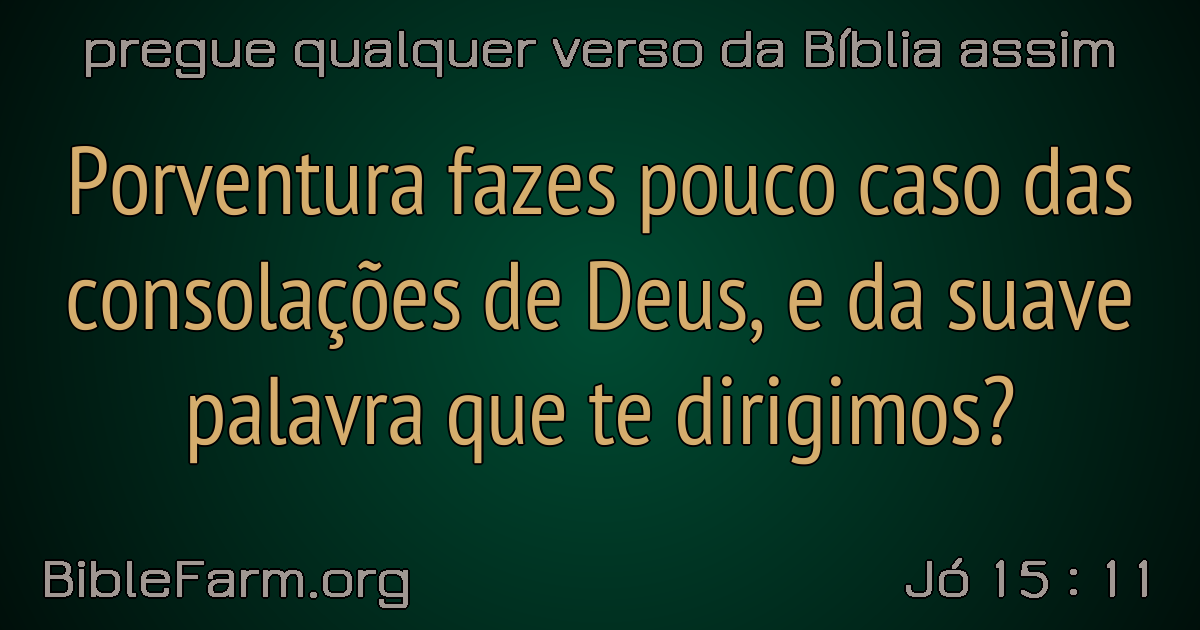 pregue qualquer verso da Bíblia assim
Porventura fazes pouco caso das
consolações de Deus, e da suave
palavra que te dirigimos?
BibleFarm.org
Jó 15 : 11